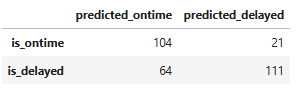 predicted_ontime predicted_delayed
is_ontime 104 21
is_delayed 64 111